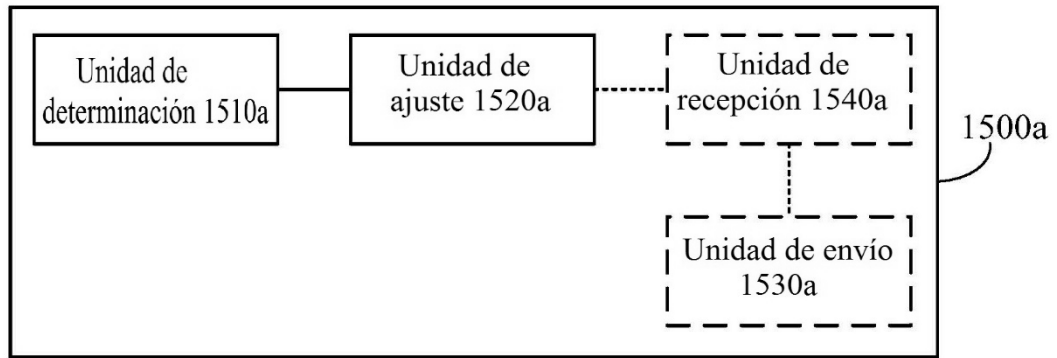 Unidad de
determinación 1510a
Unidad de
ajuste 1520a
Unidad de
recepción 1540a
1500a
Unidad de envío
1530a